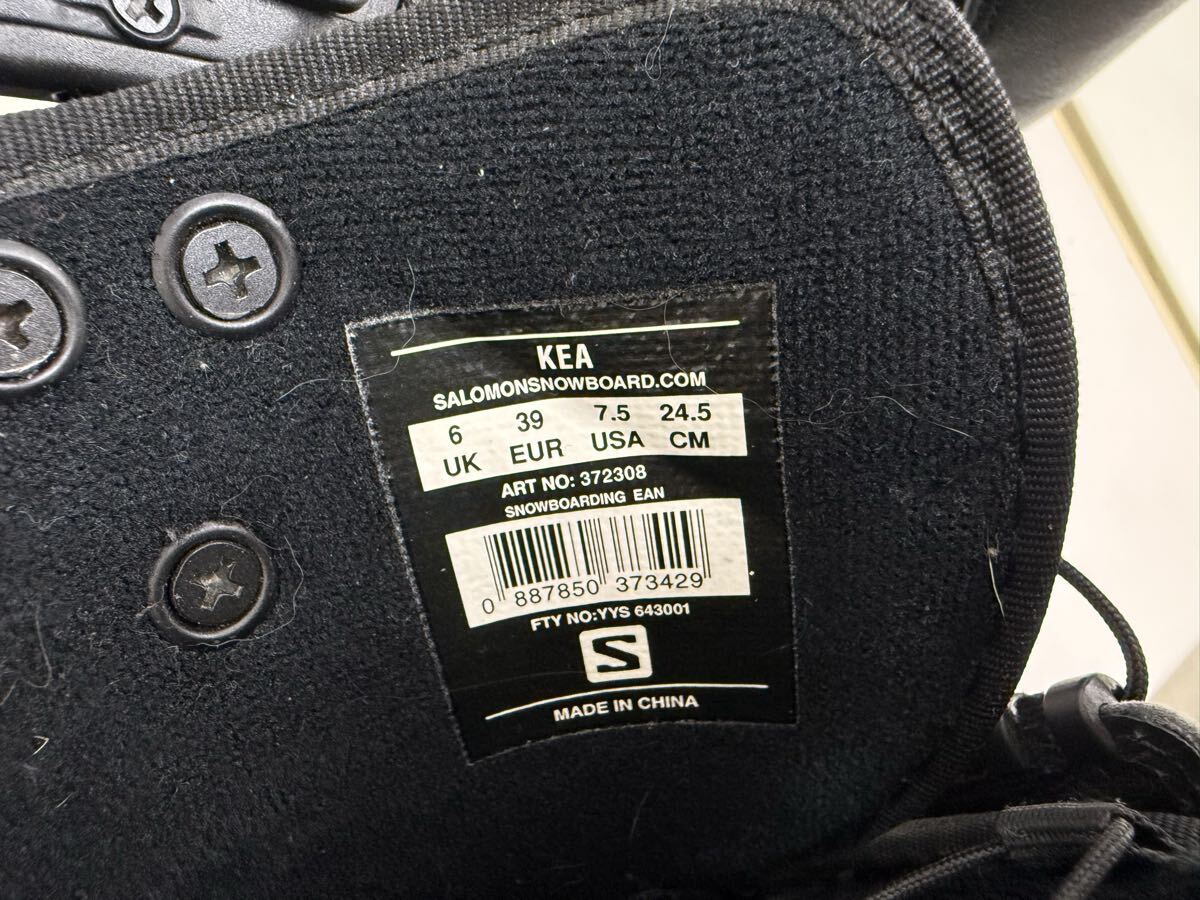 KEA
SALOMONSNOWBOARD.COM
6 39 7.5 24.5
UK EUR USA CM
ART NO: 372308
SNOWBOARDING EAN
0 887850 373429
FTY NO:YYS 643001
S
MADE IN CHINA